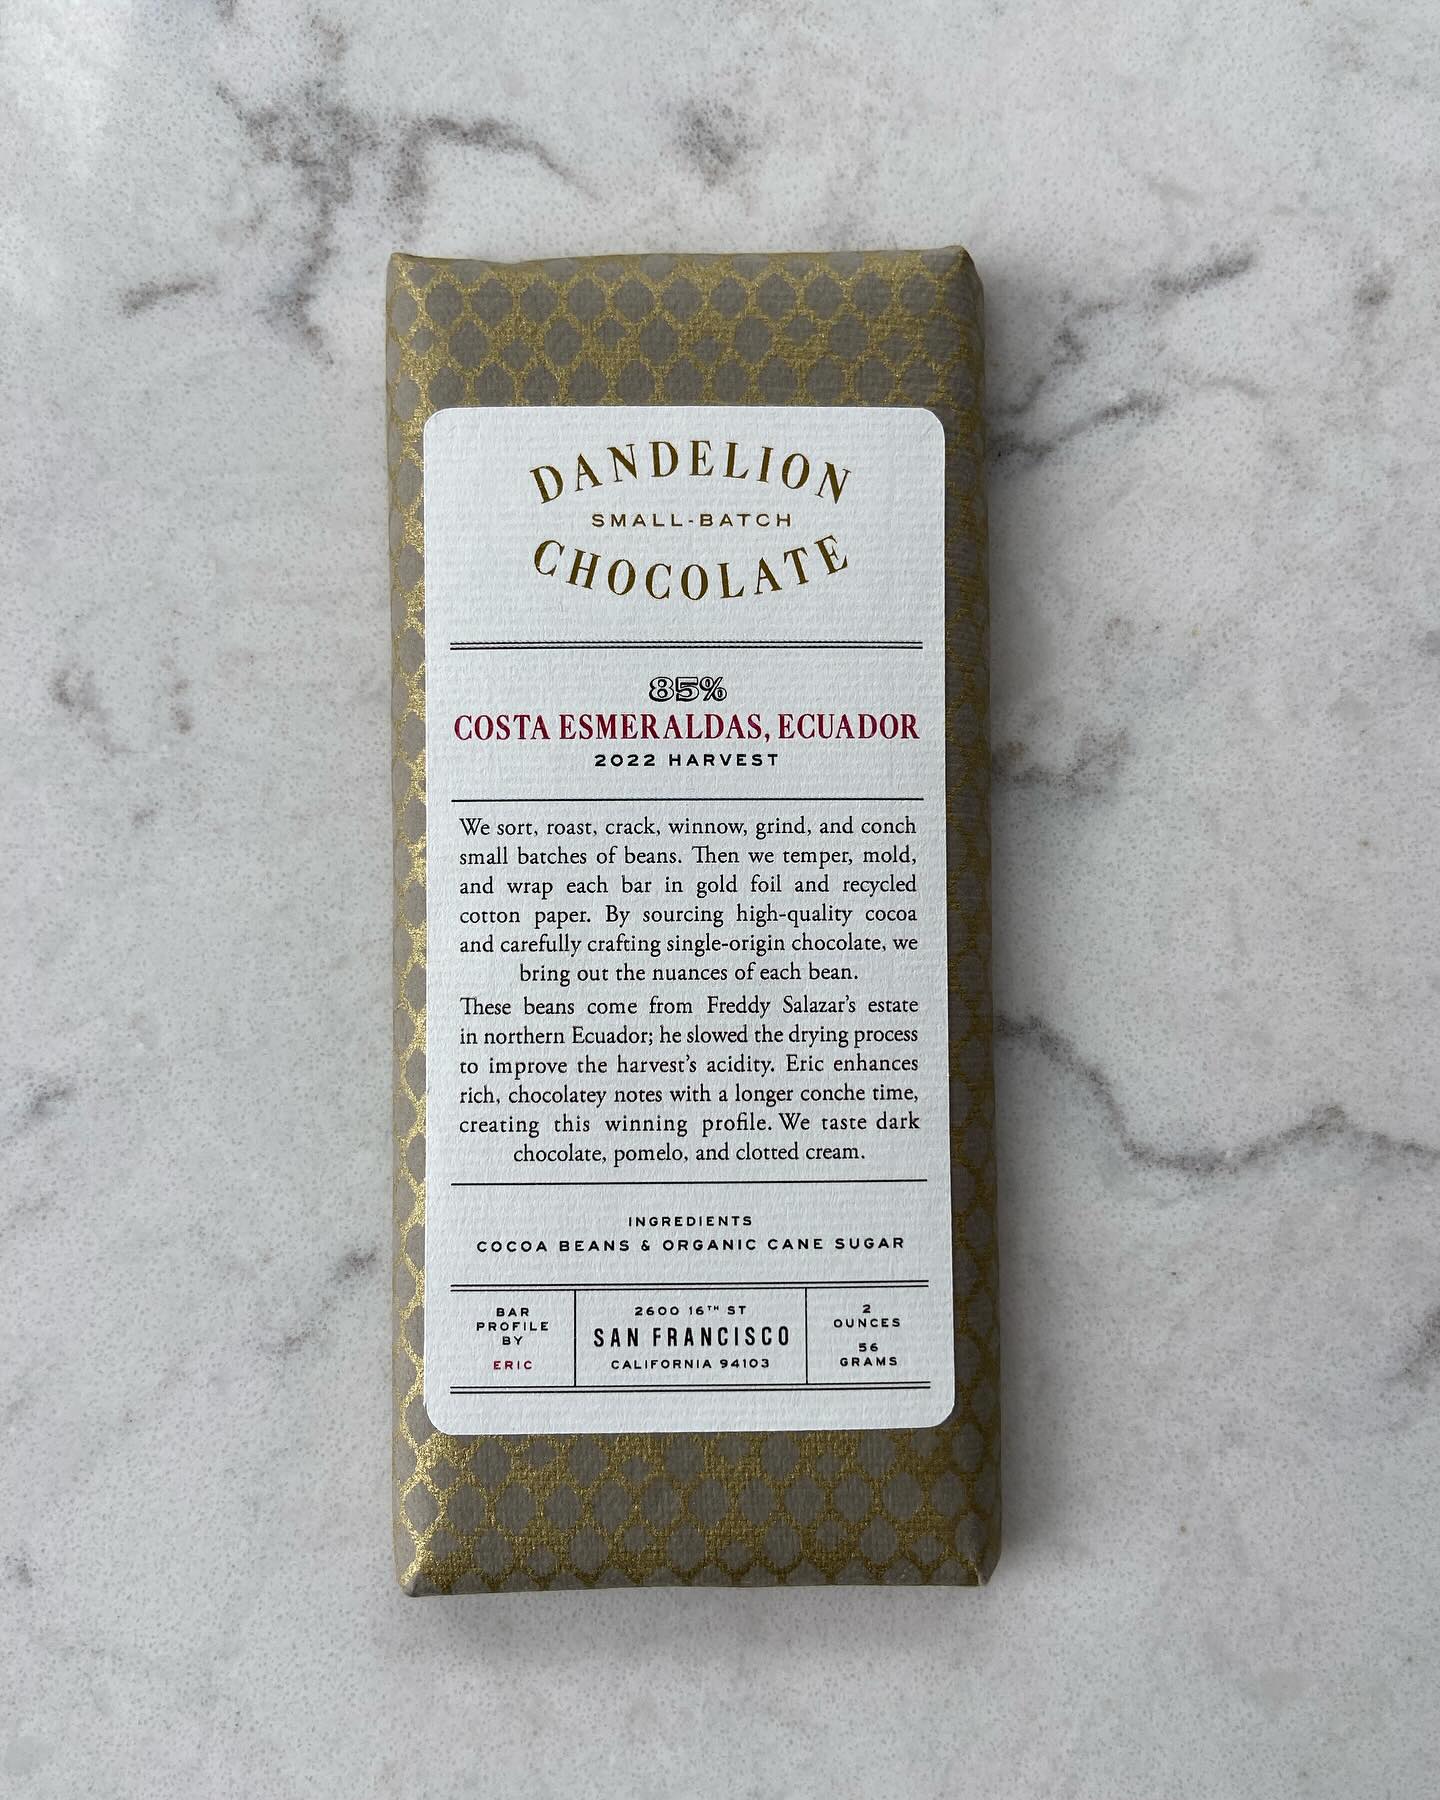 DANDELION
SMALL-BATCH
CHOCOLATE
85%
COSTA ESMERALDAS, ECUADOR
2022 HARVEST
We sort, roast, crack, winnow, grind, and conch
small batches of beans. Then we temper, mold,
and wrap each bar in gold foil and recycled
cotton paper. By sourcing high-quality cocoa
and carefully crafting single-origin chocolate, we
bring out the nuances of each bean.
These beans come from Freddy Salazar's estate
in northern Ecuador; he slowed the drying process
to improve the harvest's acidity. Eric enhances
rich, chocolatey notes with a longer conche time,
creating this winning profile. We taste dark
chocolate, pomelo, and clotted cream.
INGREDIENTS
COCOA BEANS & ORGANIC CANE SUGAR
BAR
PROFILE
BY
ERIC
2600 16TH ST
SAN FRANCISCO
CALIFORNIA 94103
2
OUNCES
56
GRAMS